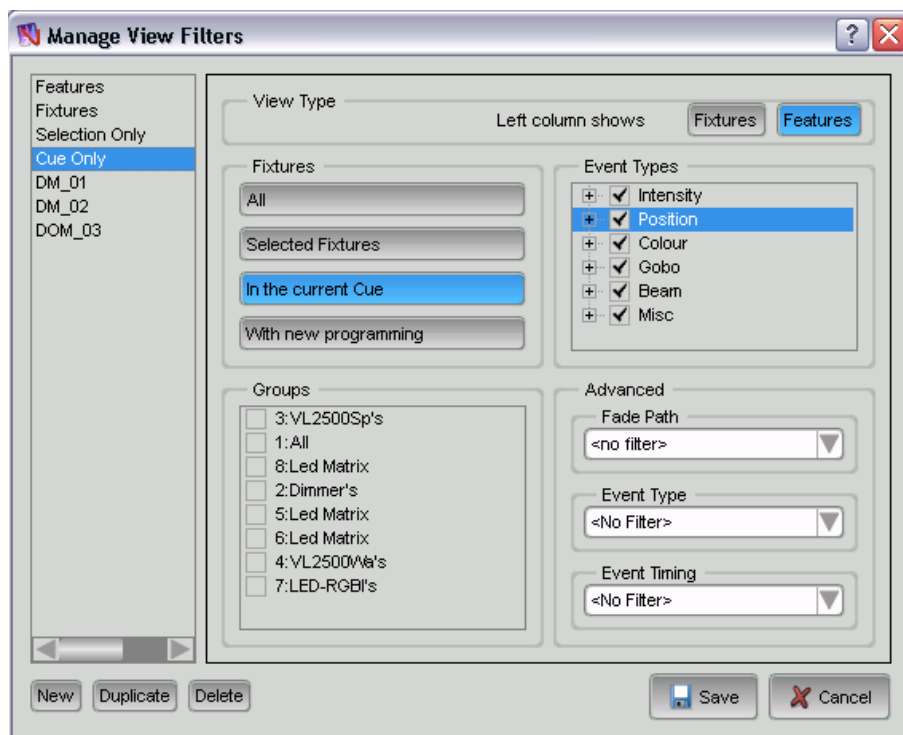 Manage View Filters
Features
Fixtures
Selection Only
Cue Only
DM_01
DM_02
DOM_03
View Type
Left column shows Fixtures Features
Fixtures
All
Selected Fixtures
In the current Cue
With new programming
Event Types
Intensity
Position
Colour
Gobo
Beam
Misc
Groups
3:VL2500Sp's
1:All
8:Led Matrix
2:Dimmer's
5:Led Matrix
6:Led Matrix
4:VL2500Wa's
7:LED-RGBI's
Advanced
Fade Path
<no filter>
Event Type
<No Filter>
Event Timing
<No Filter>
New Duplicate Delete Save Cancel